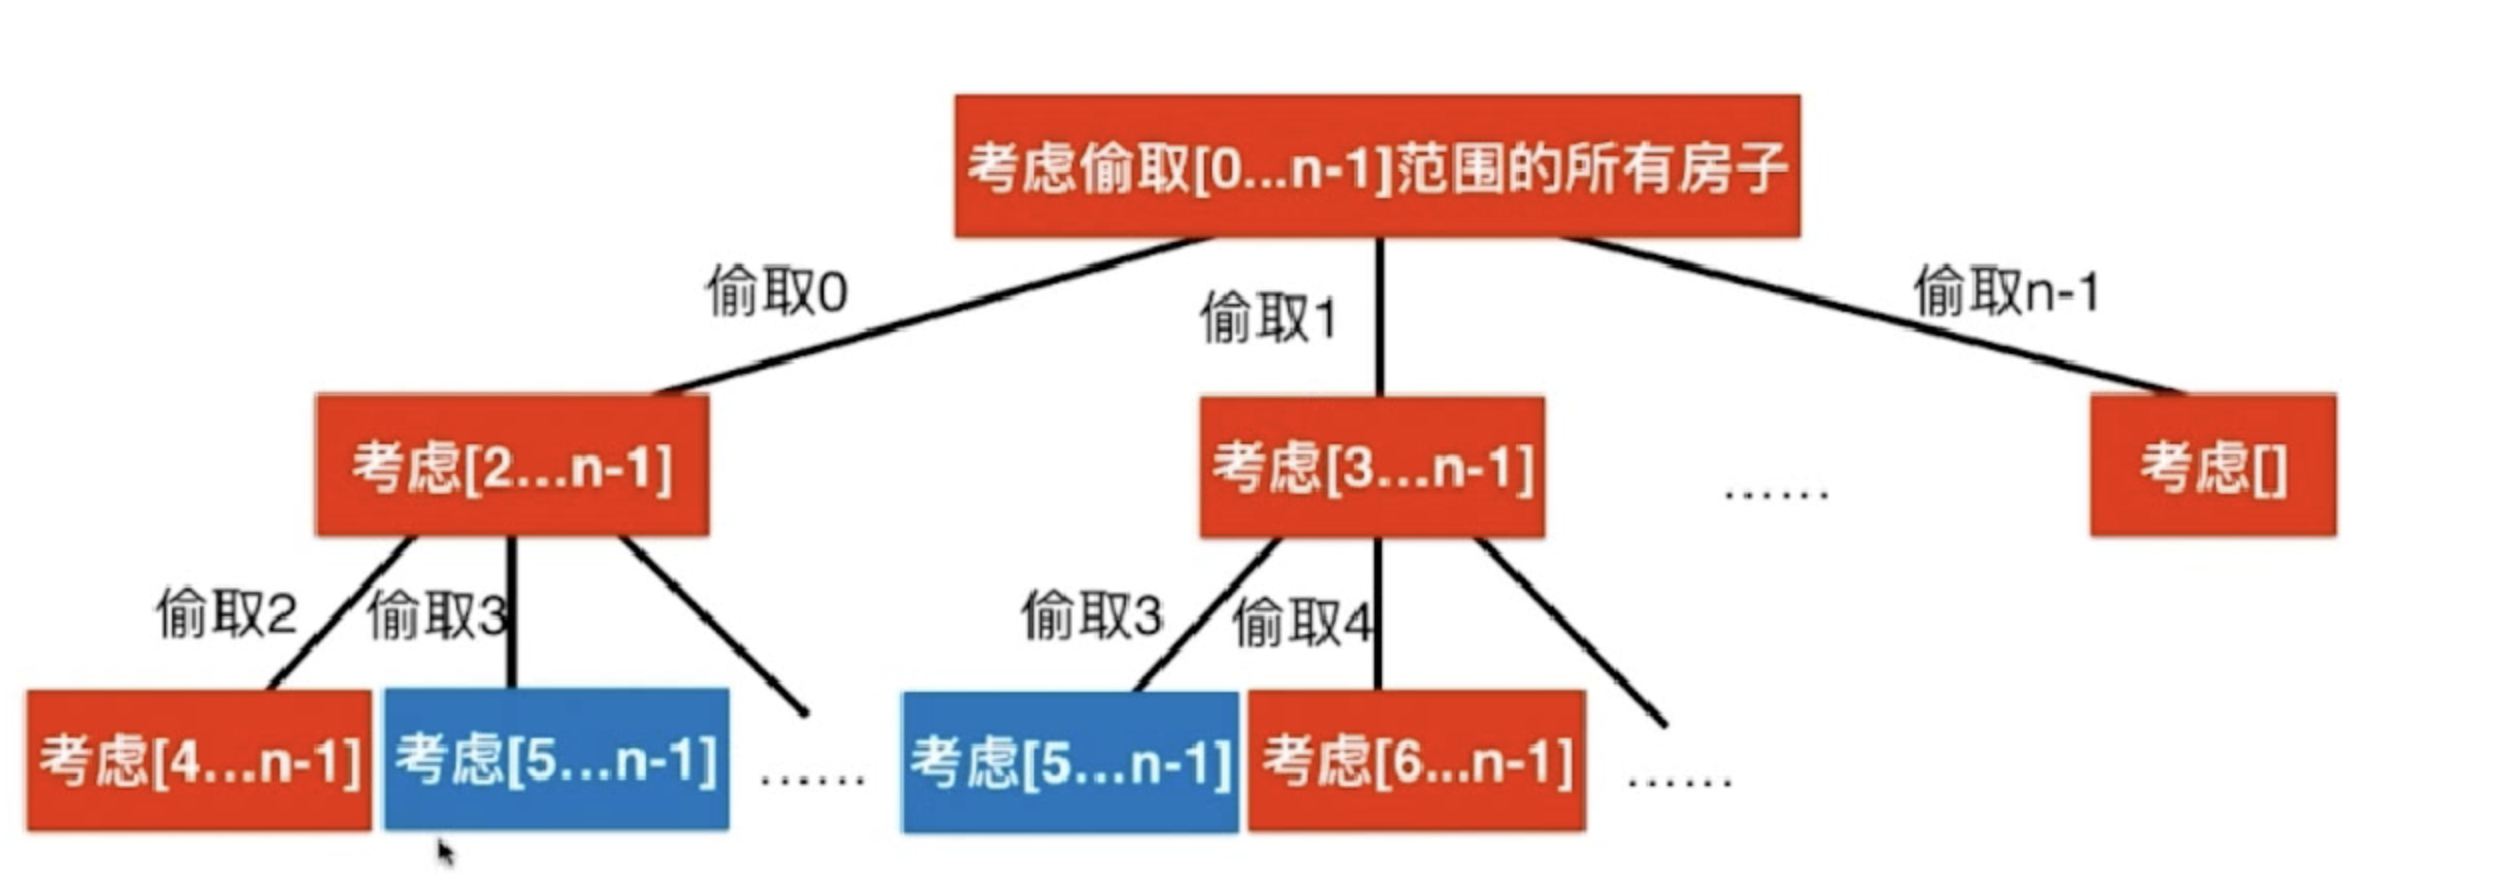 考虑偷取[0...n-1]范围的所有房子
偷取0
偷取1
偷取n-1
考虑[2...n-1]
考虑[3...n-1]
......
考虑[]
偷取2
偷取3
偷取3
偷取4
考虑[4...n-1]
考虑[5...n-1]
......
考虑[5...n-1]
考虑[6...n-1]
......